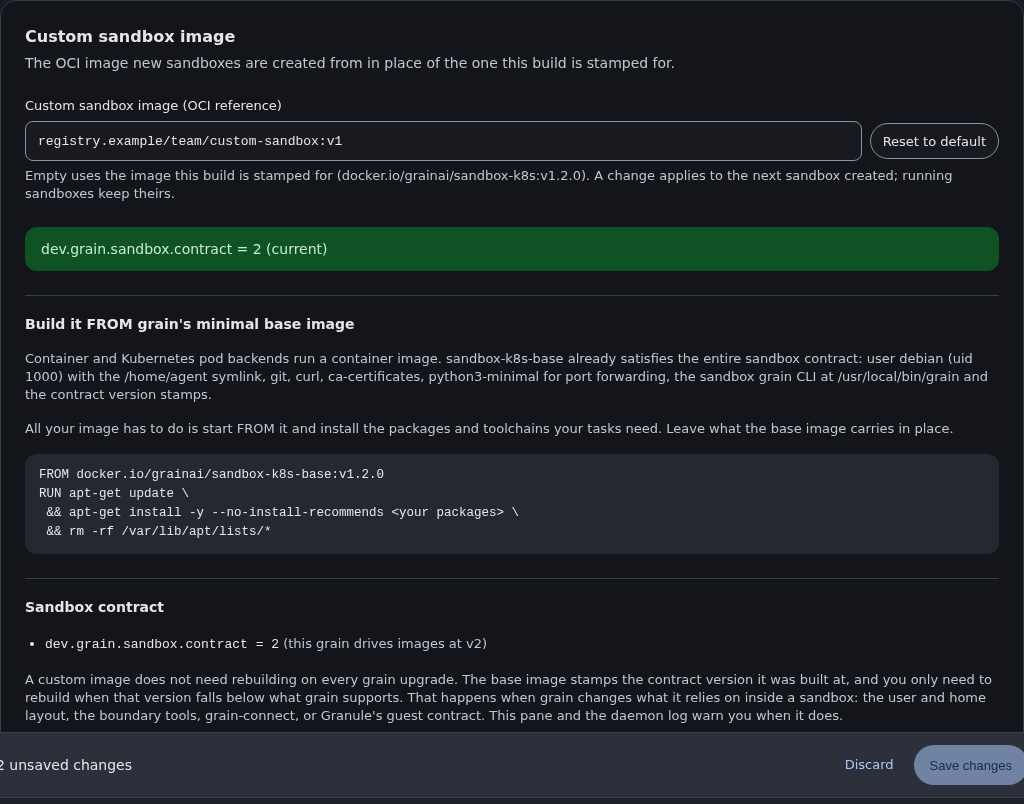 Custom sandbox image
The OCI image new sandboxes are created from in place of the one this build is stamped for.
Custom sandbox image (OCI reference)
registry.example/team/custom-sandbox:v1
Reset to default
Empty uses the image this build is stamped for (docker.io/grainai/sandbox-k8s:v1.2.0). A change applies to the next sandbox created; running
sandboxes keep theirs.
dev.grain.sandbox.contract = 2 (current)
Build it FROM grain's minimal base image
Container and Kubernetes pod backends run a container image. sandbox-k8s-base already satisfies the entire sandbox contract: user debian (uid
1000) with the /home/agent symlink, git, curl, ca-certificates, python3-minimal for port forwarding, the sandbox grain CLI at /usr/local/bin/grain and
the contract version stamps.
All your image has to do is start FROM it and install the packages and toolchains your tasks need. Leave what the base image carries in place.
FROM docker.io/grainai/sandbox-k8s-base:v1.2.0
RUN apt-get update \
 && apt-get install -y --no-install-recommends <your packages> \
 && rm -rf /var/lib/apt/lists/*
Sandbox contract
• dev.grain.sandbox.contract = 2 (this grain drives images at v2)
A custom image does not need rebuilding on every grain upgrade. The base image stamps the contract version it was built at, and you only need to
rebuild when that version falls below what grain supports. That happens when grain changes what it relies on inside a sandbox: the user and home
layout, the boundary tools, grain-connect, or Granule's guest contract. This pane and the daemon log warn you when it does.
2 unsaved changes
Discard
Save changes